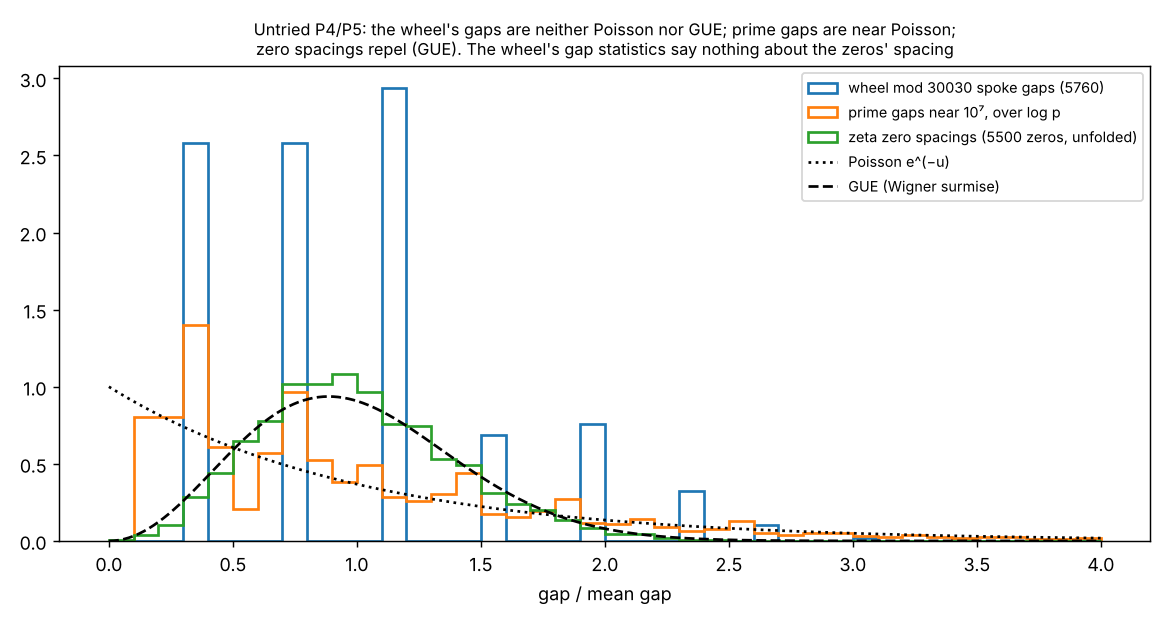 Untried P4/P5: the wheel's gaps are neither Poisson nor GUE; prime gaps are near Poisson;
zero spacings repel (GUE). The wheel's gap statistics say nothing about the zeros' spacing
wheel mod 30030 spoke gaps (5760)
prime gaps near 10⁷, over log p
zeta zero spacings (5500 zeros, unfolded)
Poisson e^(−u)
GUE (Wigner surmise)
3.0
2.5
2.0
1.5
1.0
0.5
0.0
0.0 0.5 1.0 1.5 2.0 2.5 3.0 3.5 4.0
gap / mean gap